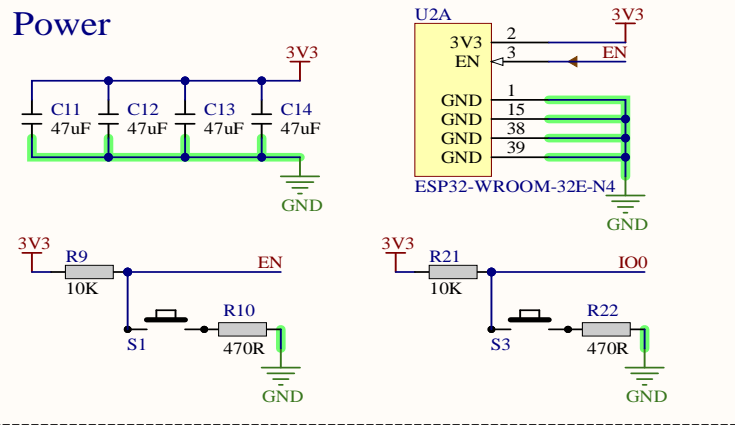 Power
3V3
C11
47uF
C12
47uF
C13
47uF
C14
47uF
GND
U2A
3V3
2
3V3
3
EN
EN
1
GND
15
GND
38
GND
39
GND
ESP32-WROOM-32E-N4
GND
3V3
R9
10K
EN
S1
R10
470R
GND
3V3
R21
10K
IO0
S3
R22
470R
GND